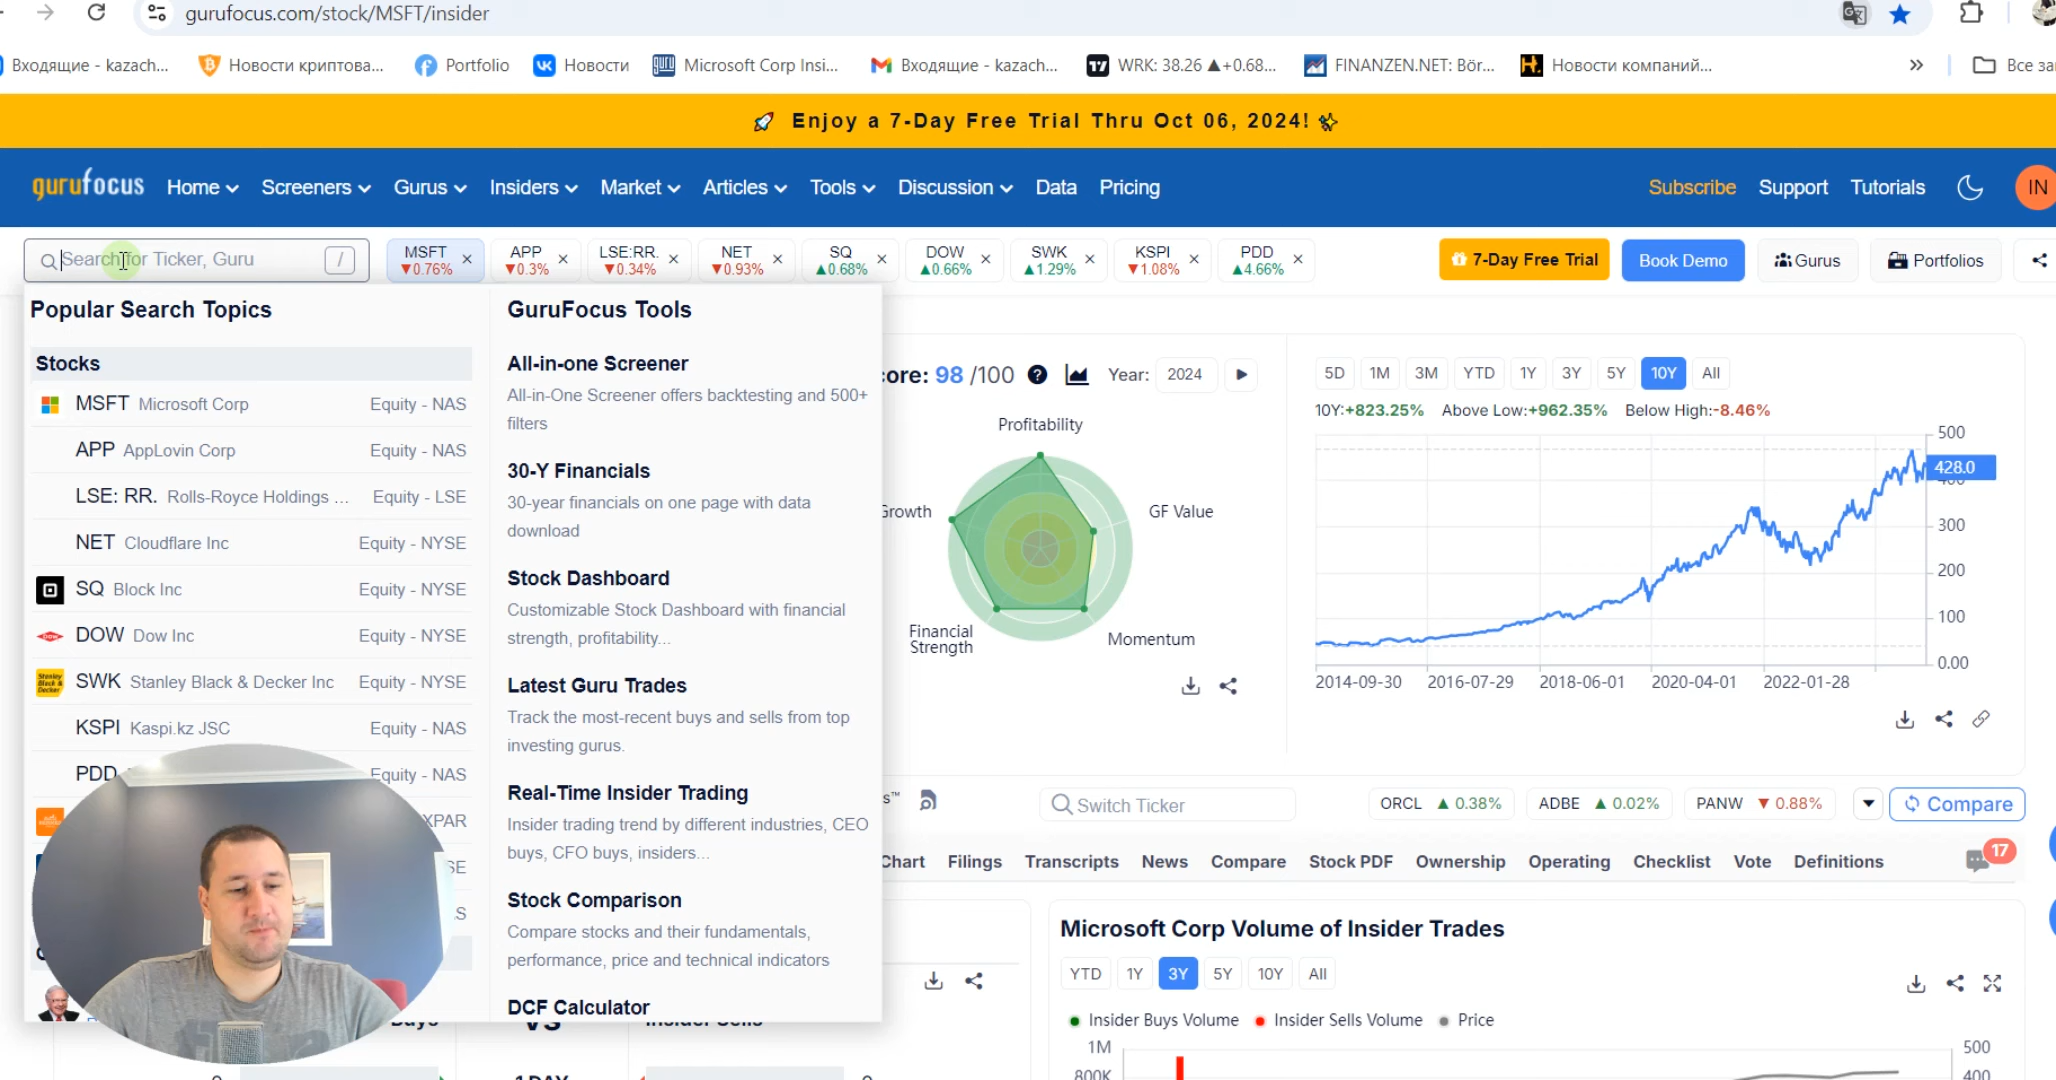 gurufocus.com/stock/MSFT/insider
Входящие - kazach...
Новости криптова...
Portfolio
Новости
Microsoft Corp Insi...
Входящие - kazach...
WRK: 38.26 ▲+0.68...
FINANZEN.NET: Bör...
Новости компаний...
»
Все за
Enjoy a 7-Day Free Trial Thru Oct 06, 2024!
gurufocus
Home
Screeners
Gurus
Insiders
Market
Articles
Tools
Discussion
Data
Pricing
Subscribe
Support
Tutorials
IN
Search for Ticker, Guru
/
MSFT
▼0.76%
APP
▼0.3%
LSE:RR.
▼0.34%
NET
▼0.93%
SQ
▲0.68%
DOW
▲0.66%
SWK
▲1.29%
KSPI
▼1.08%
PDD
▲4.66%
7-Day Free Trial
Book Demo
Gurus
Portfolios
Popular Search Topics
Stocks
MSFT Microsoft Corp Equity - NAS
APP AppLovin Corp Equity - NAS
LSE: RR. Rolls-Royce Holdings ... Equity - LSE
NET Cloudflare Inc Equity - NYSE
SQ Block Inc Equity - NYSE
DOW Dow Inc Equity - NYSE
SWK Stanley Black & Decker Inc Equity - NYSE
KSPI Kaspi.kz JSC Equity - NAS
PDD Equity - NAS
XPAR
SE
S
GuruFocus Tools
All-in-one Screener
All-in-One Screener offers backtesting and 500+
filters
30-Y Financials
30-year financials on one page with data
download
Stock Dashboard
Customizable Stock Dashboard with financial
strength, profitability...
Latest Guru Trades
Track the most-recent buys and sells from top
investing gurus.
Real-Time Insider Trading
Insider trading trend by different industries, CEO
buys, CFO buys, insiders...
Stock Comparison
Compare stocks and their fundamentals,
performance, price and technical indicators
DCF Calculator
ore: 98 /100
Year: 2024
Profitability
Growth
GF Value
Financial
Strength
Momentum
5D 1M 3M YTD 1Y 3Y 5Y 10Y All
10Y:+823.25% Above Low:+962.35% Below High:-8.46%
500
428.0
400
300
200
100
0.00
2014-09-30 2016-07-29 2018-06-01 2020-04-01 2022-01-28
s™
Switch Ticker
ORCL ▲ 0.38%
ADBE ▲ 0.02%
PANW ▼ 0.88%
Compare
Chart
Filings
Transcripts
News
Compare
Stock PDF
Ownership
Operating
Checklist
Vote
Definitions
17
Microsoft Corp Volume of Insider Trades
YTD 1Y 3Y 5Y 10Y All
Insider Buys Volume
Insider Sells Volume
Price
1M
500
800K
400
Buys
VS
Insider Sells
0
1 DAY
0